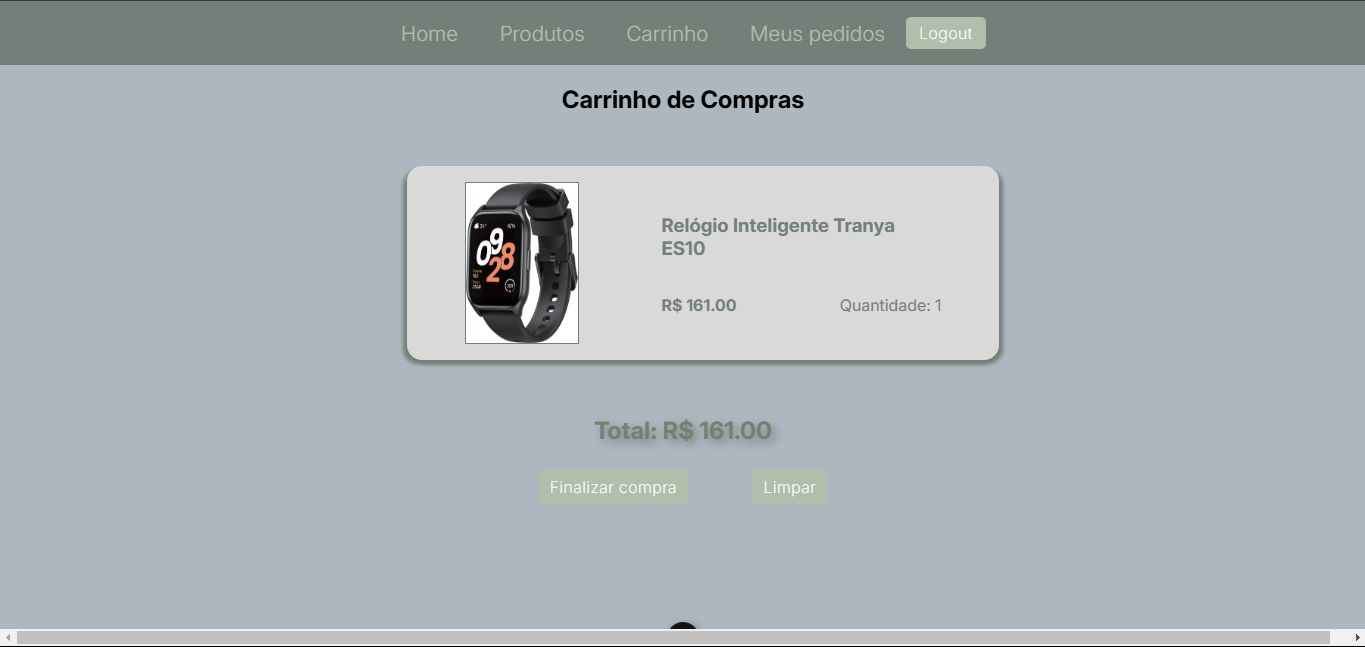 Home Produtos Carrinho Meus pedidos Logout
Carrinho de Compras
09
28
Relógio Inteligente Tranya
ES10
R$ 161.00 Quantidade: 1
Total: R$ 161.00
Finalizar compra Limpar